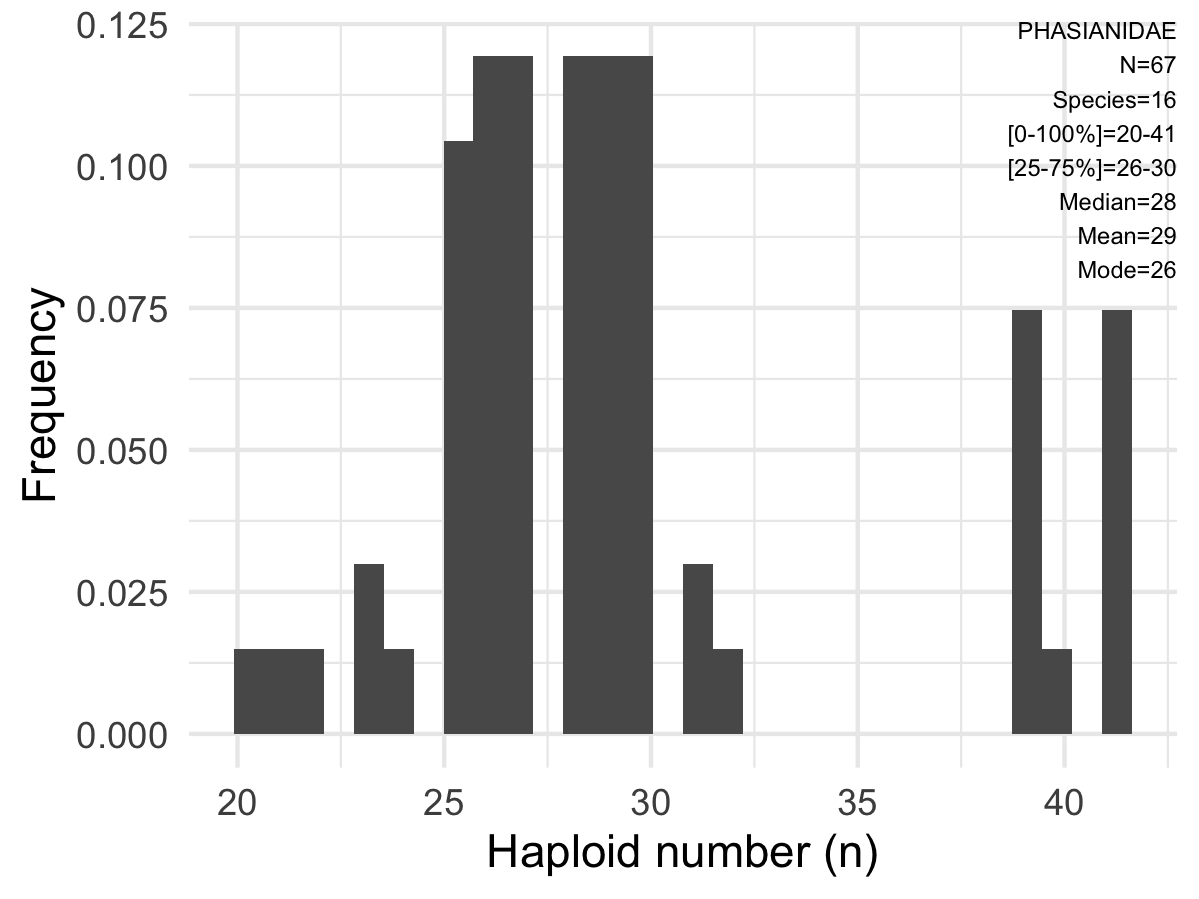 0.125
0.100
0.075
0.050
0.025
0.000
Frequency
PHASIANIDAE
N=67
Species=16
[0-100%]=20-41
[25-75%]=26-30
Median=28
Mean=29
Mode=26
20 25 30 35 40
Haploid number (n)